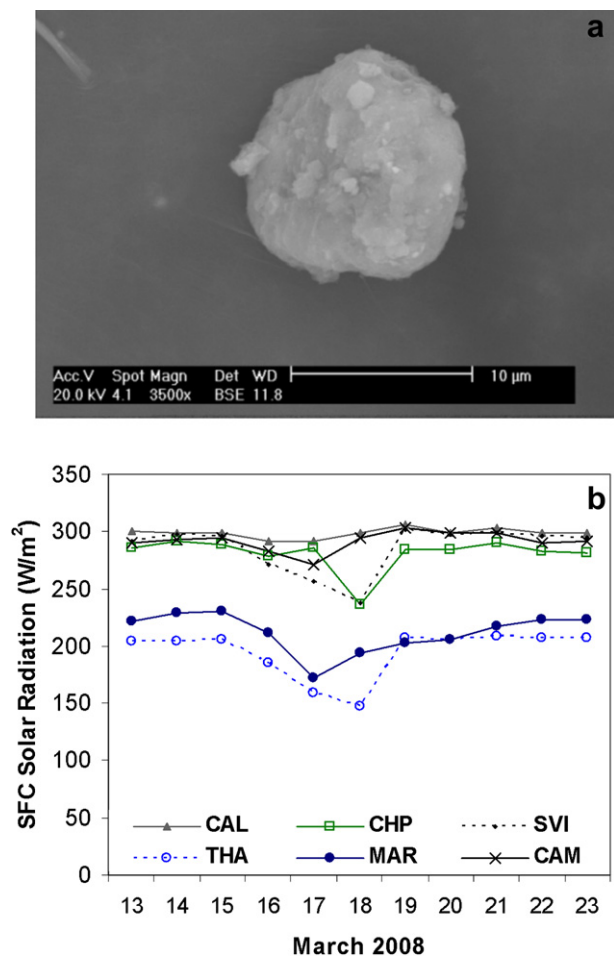 a
Acc.V Spot Magn Det WD 10 µm
20.0 kV 4.1 3500x BSE 11.8
b
350
300
250
200
150
100
50
0
SFC Solar Radiation (W/m²)
CAL CHP SVI
THA MAR CAM
13 14 15 16 17 18 19 20 21 22 23
March 2008